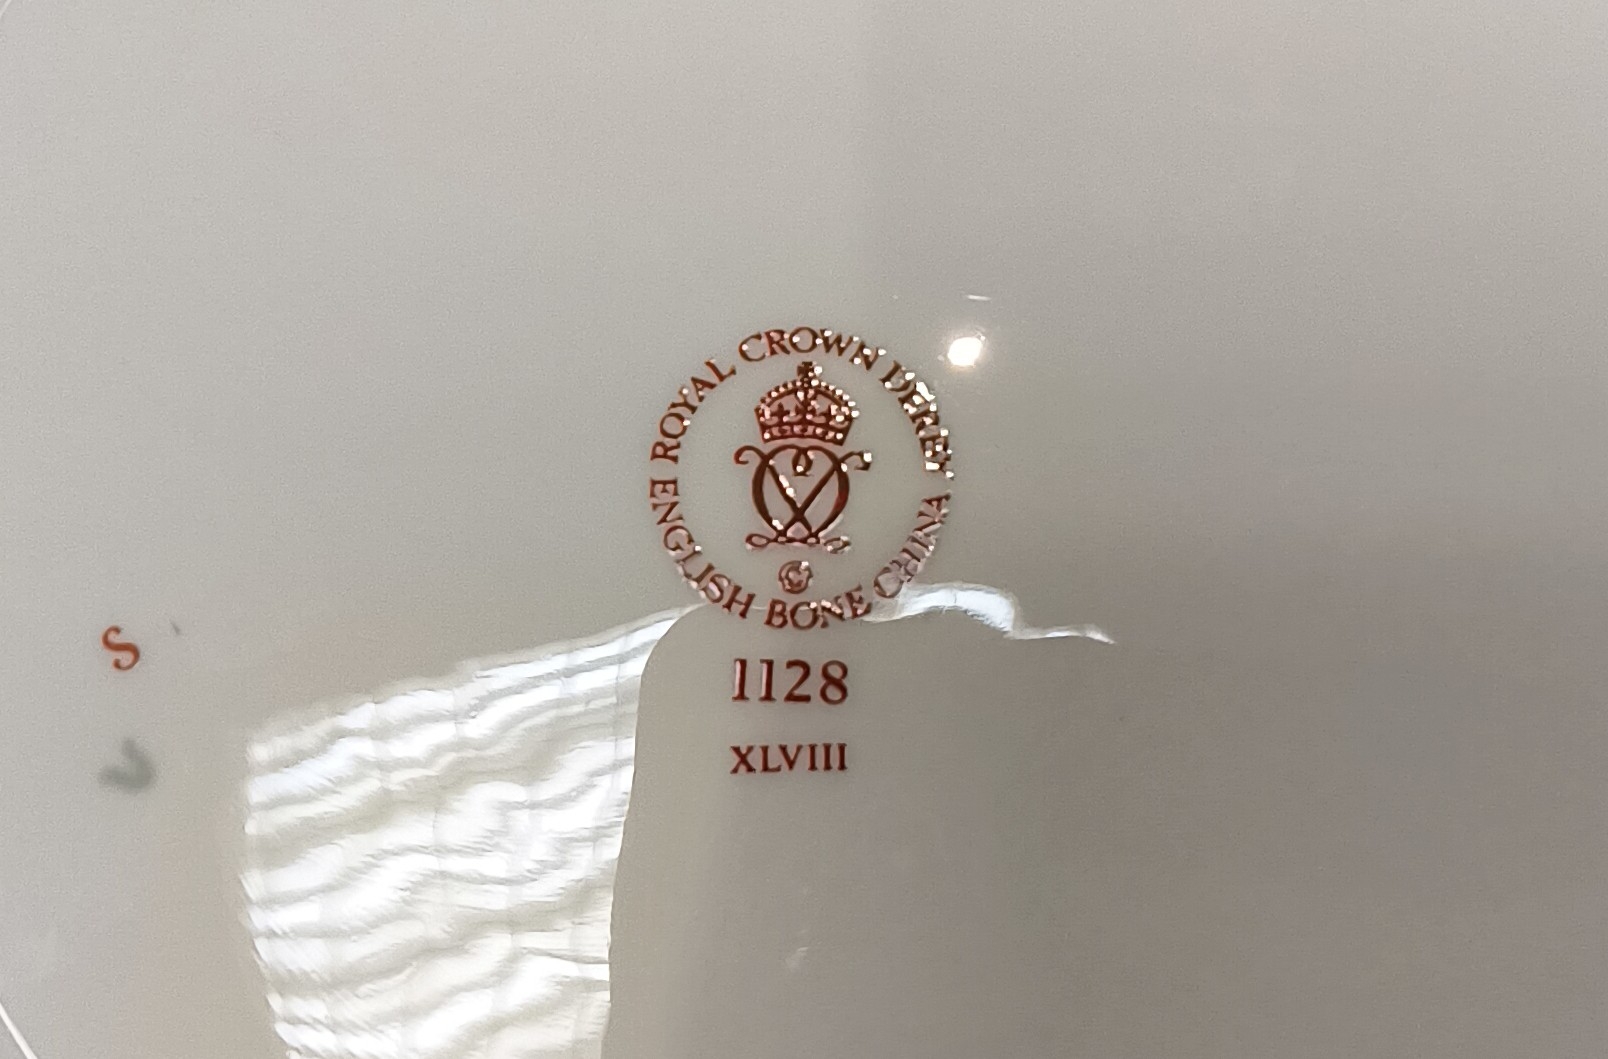 ROYAL CROWN DERBY
ENGLISH BONE CHINA
1128
XLVIII
S